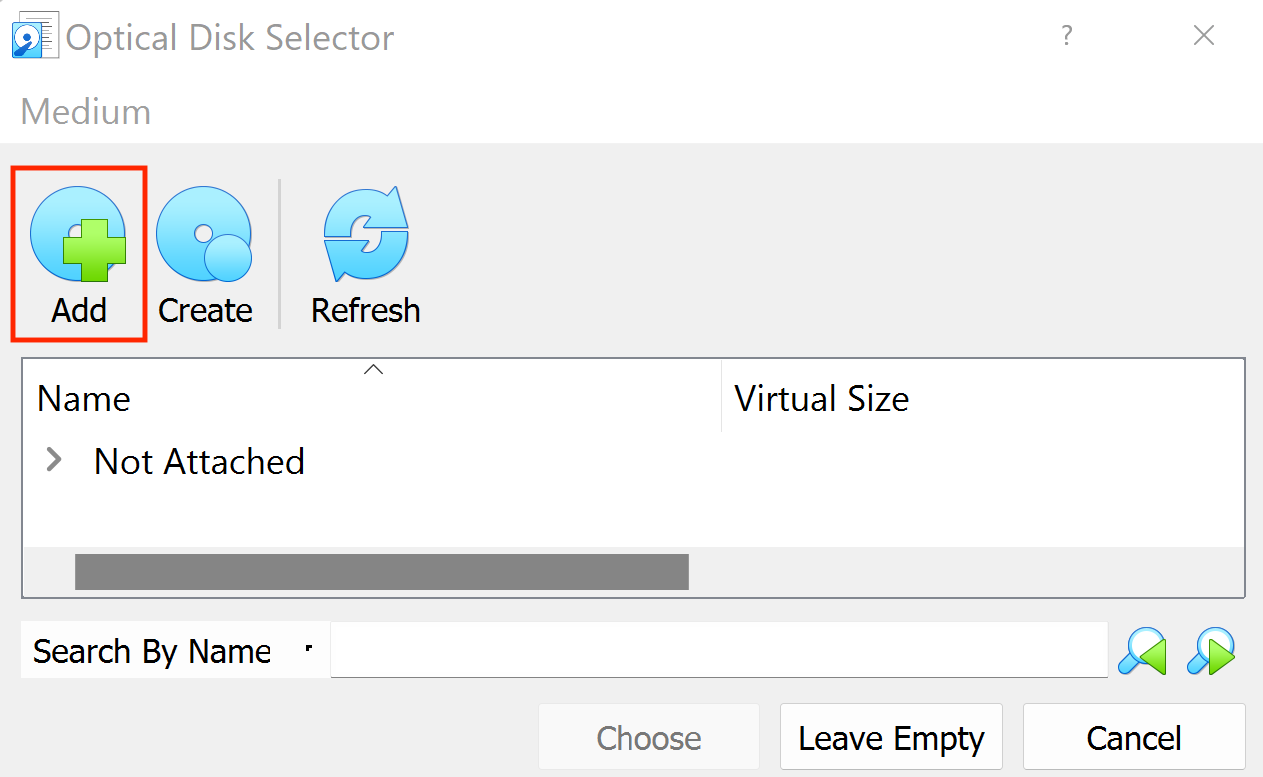 Optical Disk Selector ?
Medium
Add Create Refresh
Name Virtual Size
Not Attached
Search By Name
Choose Leave Empty Cancel